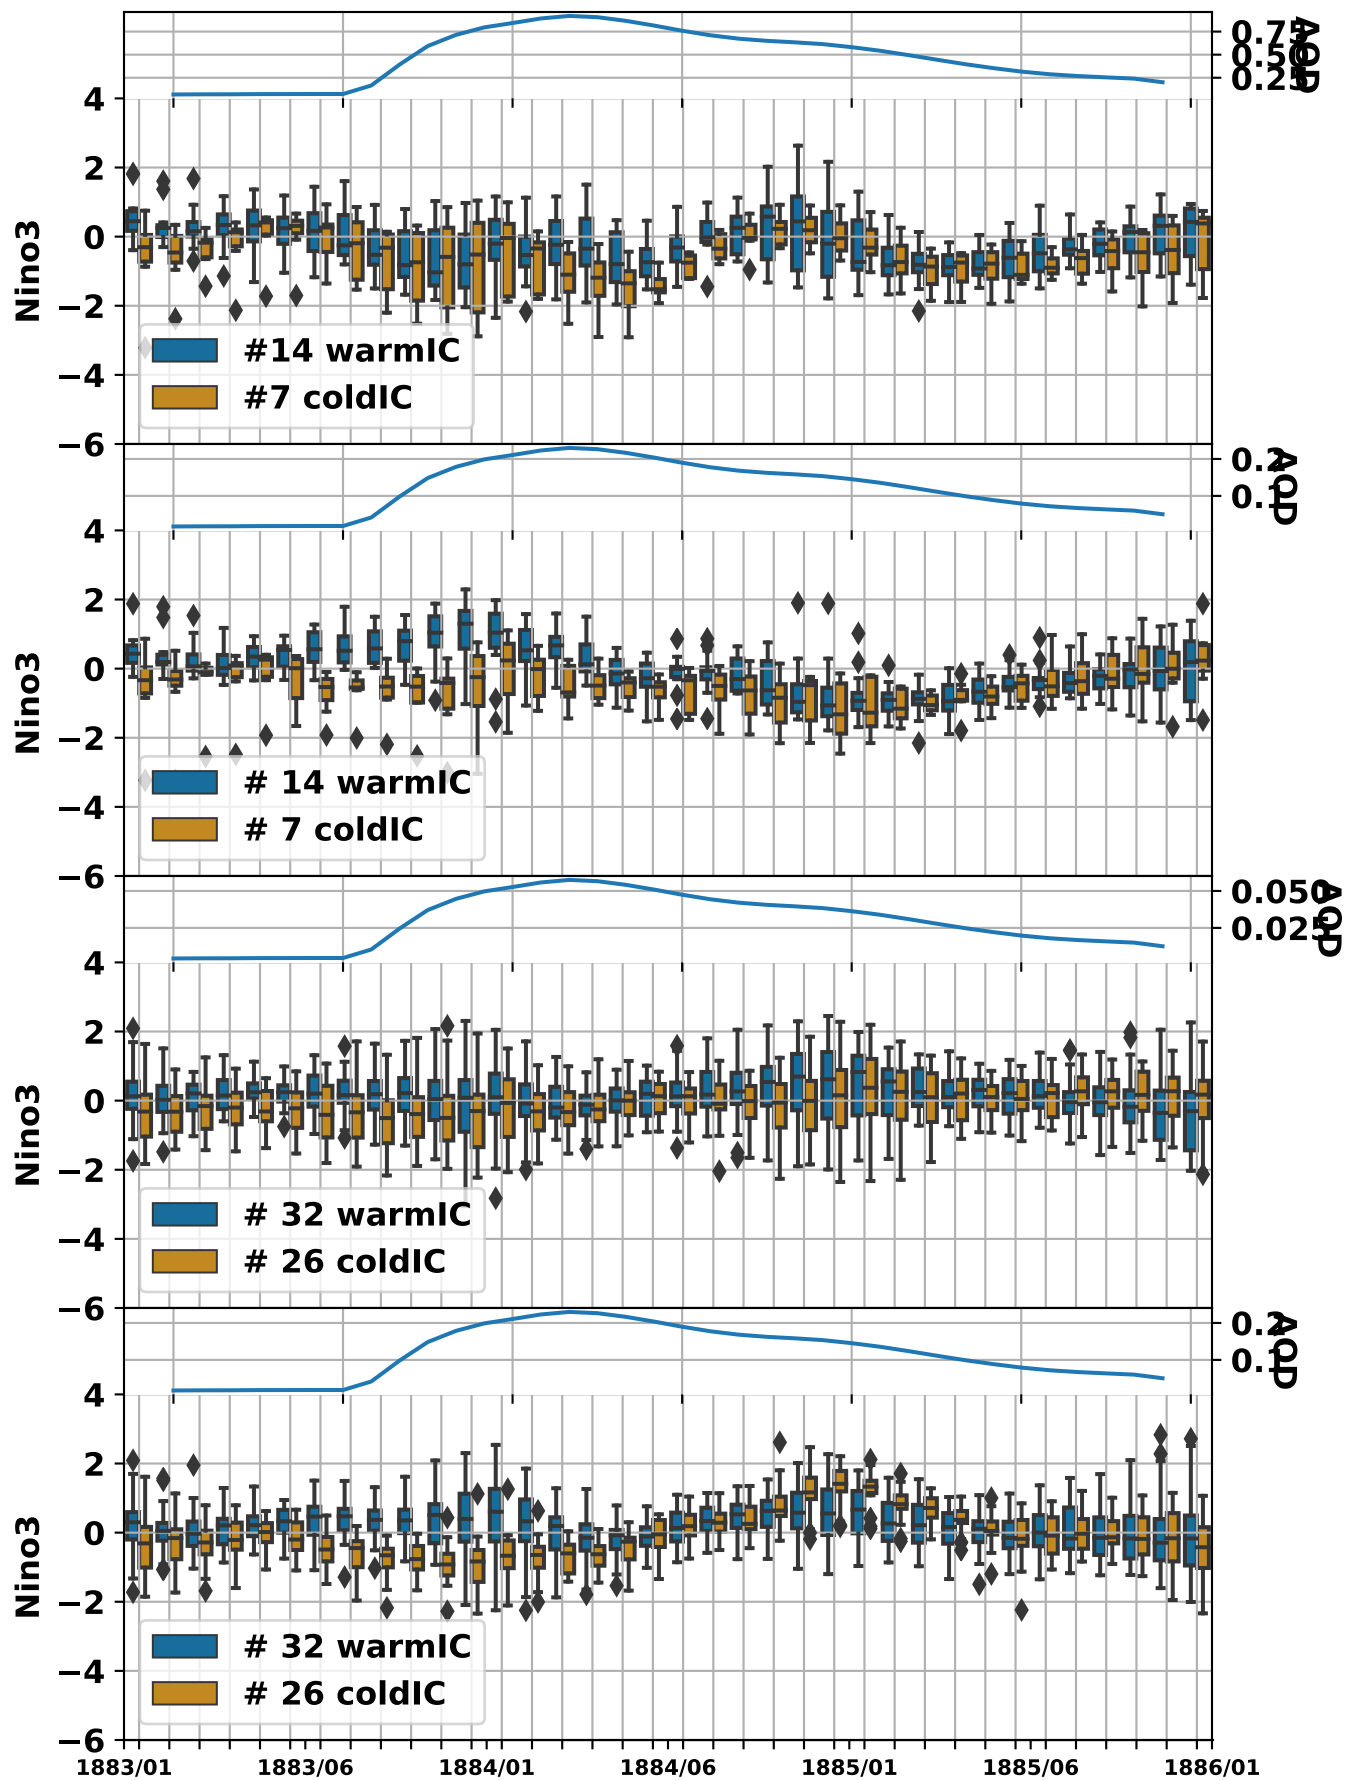 0.75
0.50
0.25
AOD
4
2
0
−2
−4
−6
Nino3
#14 warmIC
#7 coldIC
0.2
0.1
AOD
4
2
0
−2
−4
−6
Nino3
# 14 warmIC
# 7 coldIC
0.050
0.025
AOD
4
2
0
−2
−4
−6
Nino3
# 32 warmIC
# 26 coldIC
0.2
0.1
AOD
4
2
0
−2
−4
−6
Nino3
# 32 warmIC
# 26 coldIC
1883/01 1883/06 1884/01 1884/06 1885/01 1885/06 1886/01